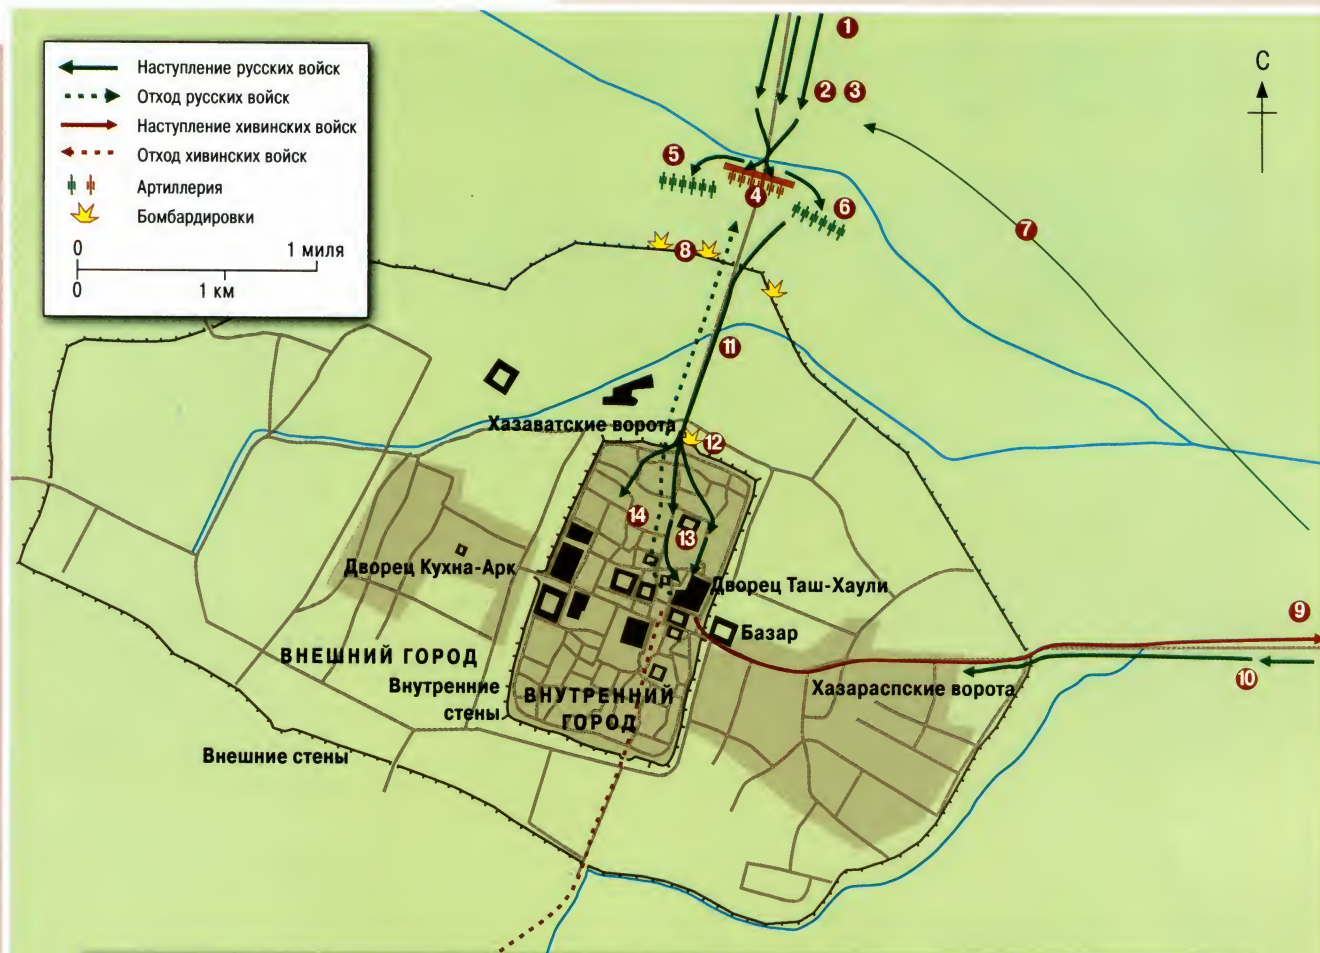 Наступление русских войск
Отход русских войск
Наступление хивинских войск
Отход хивинских войск
Артиллерия
Бомбардировки
0 1 миля
0 1 км
С
1
2 3
5
4
6
7
8
11
Хазаватские ворота
12
14
13
Дворец Кухна-Арк
Дворец Таш-Хаули
9
Базар
ВНЕШНИЙ ГОРОД
Внутренние
стены
ВНУТРЕННИЙ
ГОРОД
Хазараспские ворота
10
Внешние стены